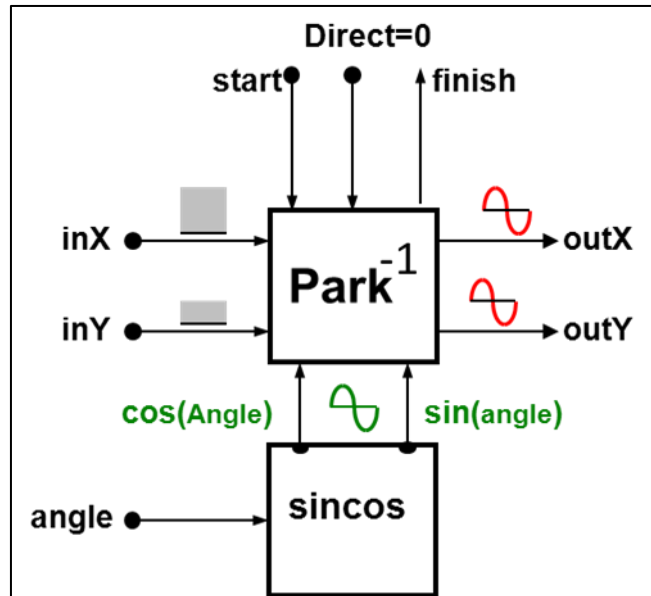 Direct=0
start finish
inX outX
Park-1
inY outY
cos(Angle) sin(angle)
sincos
angle